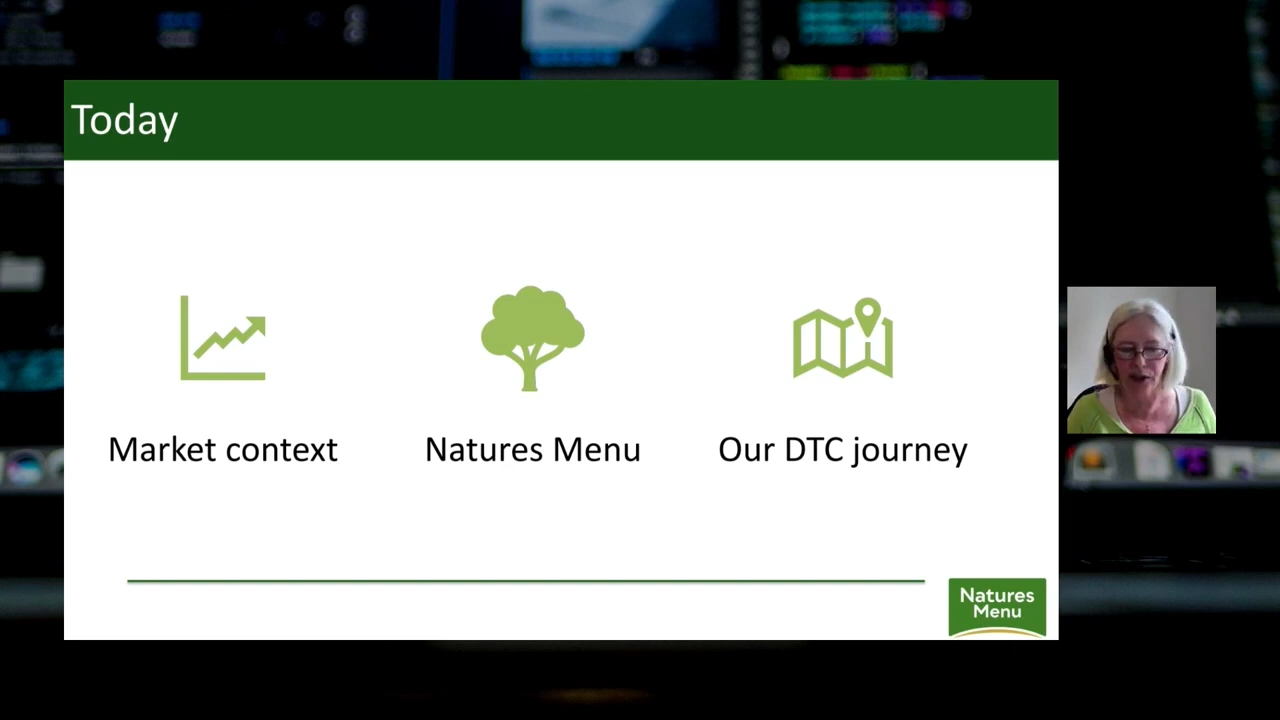 Today
Market context
Natures Menu
Our DTC journey
Natures
Menu